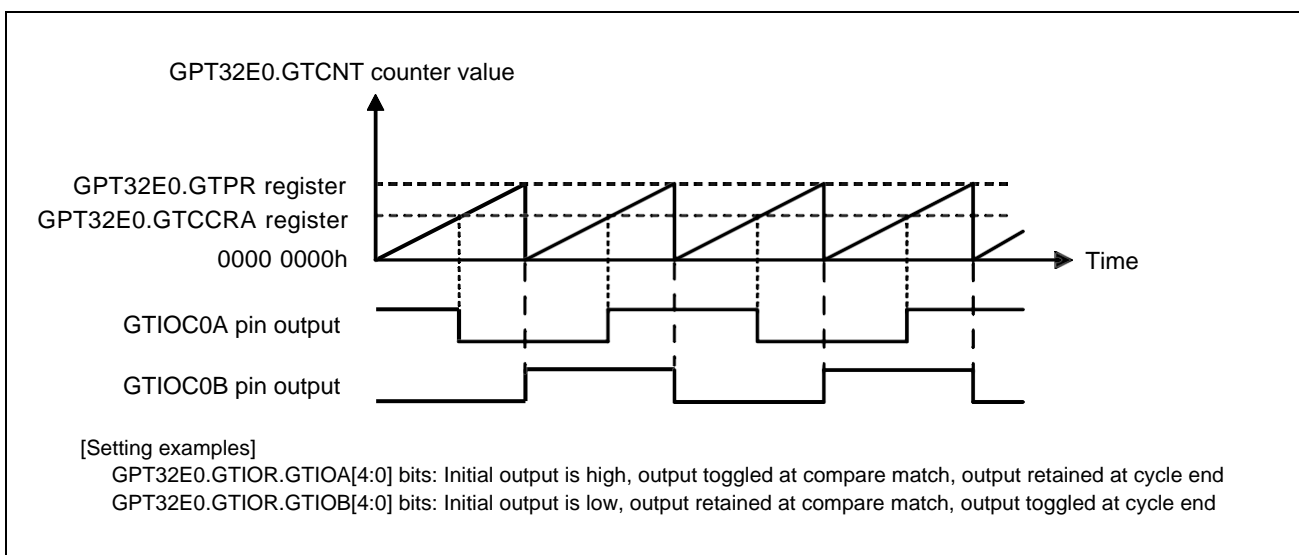 GPT32E0.GTCNT counter value
GPT32E0.GTPR register
GPT32E0.GTCCRA register
0000 0000h
Time
GTIOC0A pin output
GTIOC0B pin output
[Setting examples]
GPT32E0.GTIOR.GTIOA[4:0] bits: Initial output is high, output toggled at compare match, output retained at cycle end
GPT32E0.GTIOR.GTIOB[4:0] bits: Initial output is low, output retained at compare match, output toggled at cycle end